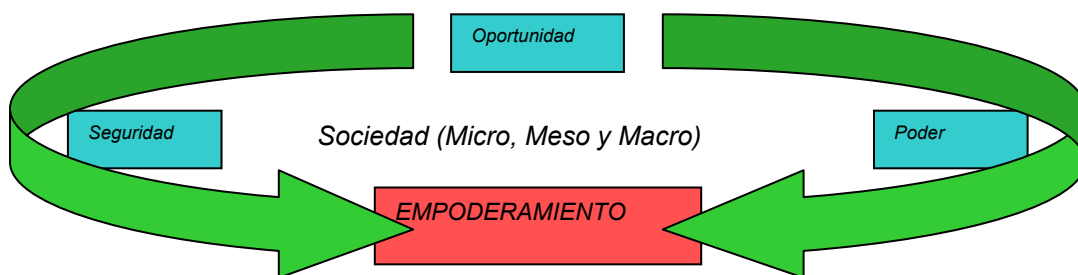 Oportunidad
Seguridad
Sociedad (Micro, Meso y Macro)
Poder
EMPODERAMIENTO